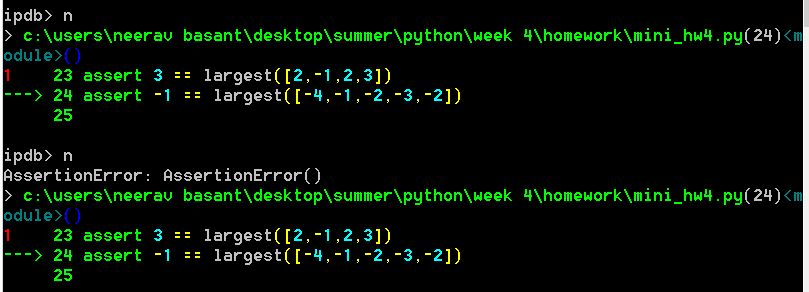 ipdb> n
> c:\users\neerav basant\desktop\summer\python\week 4\homework\mini_hw4.py(24)<m
odule>()
1    23 assert 3 == largest([2,-1,2,3])
---> 24 assert -1 == largest([-4,-1,-2,-3,-2])
     25
ipdb> n
AssertionError: AssertionError()
> c:\users\neerav basant\desktop\summer\python\week 4\homework\mini_hw4.py(24)<m
odule>()
1    23 assert 3 == largest([2,-1,2,3])
---> 24 assert -1 == largest([-4,-1,-2,-3,-2])
     25